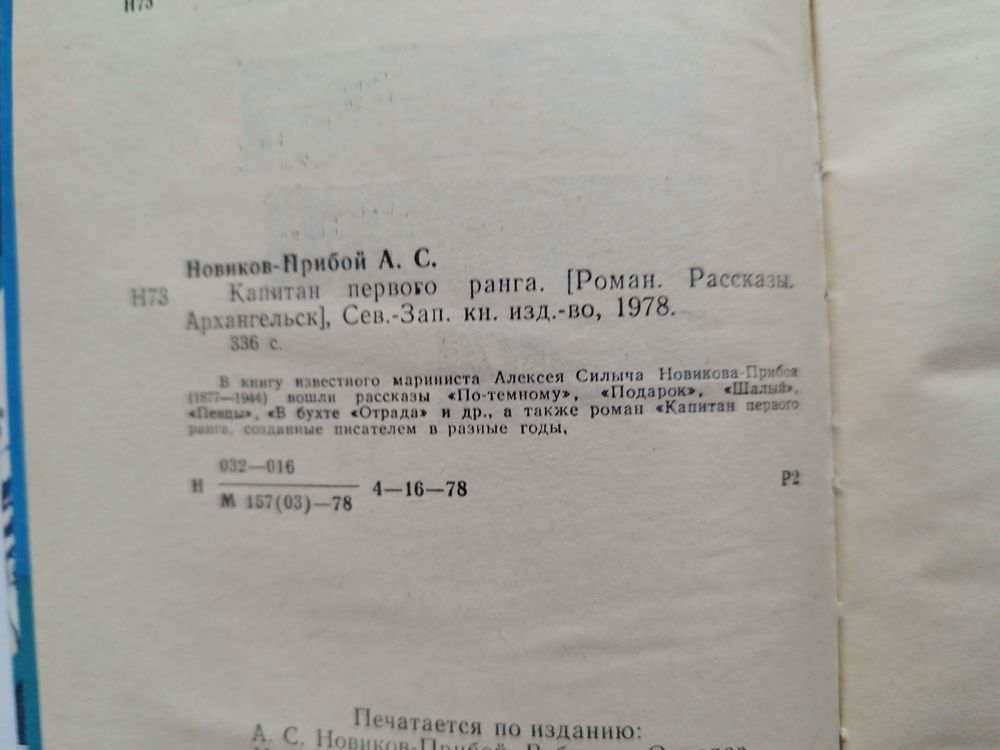 Н73
Новиков-Прибой А. С.
Н73 Капитан первого ранга. [Роман. Рассказы.
Архангельск], Сев.-Зап. кн. изд.-во, 1978.
336 с.
В книгу известного мариниста Алексея Силыча Новикова-Прибоя
(1877—1944) вошли рассказы «По-темному», «Подарок», «Шалый»,
«Певцы», «В бухте «Отрада» и др., а также роман «Капитан первого
ранга, созданные писателем в разные годы,
032—016
Н 4—16—78 Р2
М 157(03)—78
Печатается по изданию:
А. С. Новиков-Прибой.